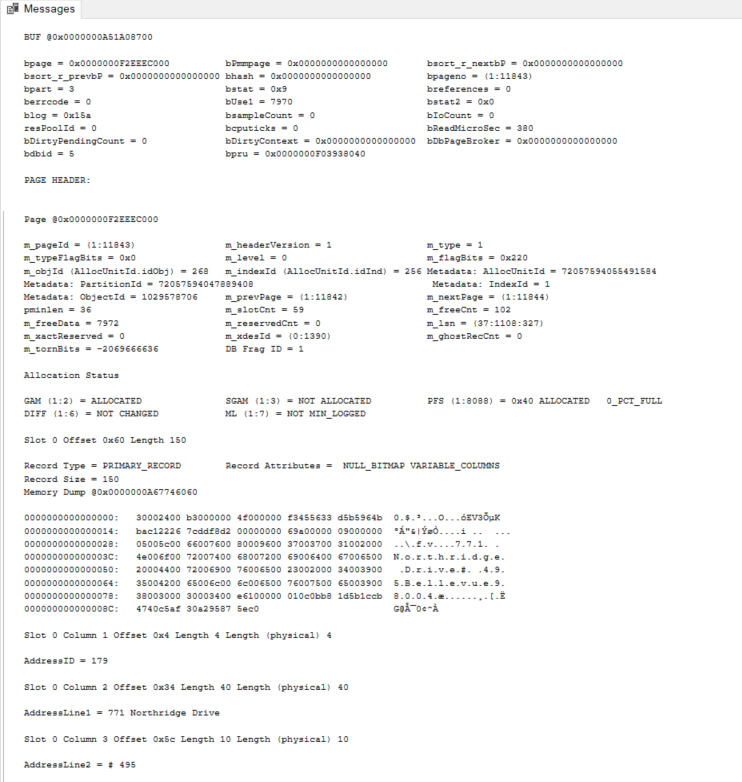 Messages
BUF @0x0000000A51A08700
bpage = 0x0000000F2EEEC000 bPmmpage = 0x0000000000000000 bsort_r_nextbP = 0x0000000000000000
bsort_r_prevbP = 0x0000000000000000 bhash = 0x0000000000000000 bpageno = (1:11843)
bpart = 3 bstat = 0x9 breferences = 0
berrcode = 0 bUse1 = 7970 bstat2 = 0x0
blog = 0x15a bsampleCount = 0 bIoCount = 0
resPoolId = 0 bcputicks = 0 bReadMicroSec = 380
bDirtyPendingCount = 0 bDirtyContext = 0x0000000000000000 bDbPageBroker = 0x0000000000000000
bdbid = 5 bpru = 0x0000000F03938040
PAGE HEADER:
Page @0x0000000F2EEEC000
m_pageId = (1:11843) m_headerVersion = 1 m_type = 1
m_typeFlagBits = 0x0 m_level = 0 m_flagBits = 0x220
m_objId (AllocUnitId.idObj) = 268 m_indexId (AllocUnitId.idInd) = 256 Metadata: AllocUnitId = 72057594055491584
Metadata: PartitionId = 72057594047889408 Metadata: IndexId = 1
Metadata: ObjectId = 1029578706 m_prevPage = (1:11842) m_nextPage = (1:11844)
pminlen = 36 m_slotCnt = 59 m_freeCnt = 102
m_freeData = 7972 m_reservedCnt = 0 m_lsn = (37:1108:327)
m_xactReserved = 0 m_xdesId = (0:1390) m_ghostRecCnt = 0
m_tornBits = -2069666636 DB Frag ID = 1
Allocation Status
GAM (1:2) = ALLOCATED SGAM (1:3) = NOT ALLOCATED PFS (1:8088) = 0x40 ALLOCATED 0_PCT_FULL
DIFF (1:6) = NOT CHANGED ML (1:7) = NOT MIN_LOGGED
Slot 0 Offset 0x60 Length 150
Record Type = PRIMARY_RECORD Record Attributes = NULL_BITMAP VARIABLE_COLUMNS
Record Size = 150
Memory Dump @0x0000000A67746060
0000000000000000: 30002400 b3000000 4f000000 f3455633 d5b5964b 0.$.³...O...óEV3ÕµK
0000000000000014: bac12226 7cddf8d2 00000000 69a00000 09000000
0000000000000028: 05005c00 66007600 80009600 37003700 31002000 ..\.f.v.....7.7.1. .
000000000000003C: 4e006f00 72007400 68007200 69006400 67006500 N.o.r.t.h.r.i.d.g.e.
0000000000000050: 20004400 72006900 76006500 23002000 34003900 .D.r.i.v.e.#. .4.9.
0000000000000064: 35004200 65006c00 6c006500 76007500 65003900 5.B.e.l.l.e.v.u.e.9.
0000000000000078: 38003000 30003400 e6100000 010c0bb8 1d5b1ccb
000000000000008C: 4740c5af 30a29587 5ec0 G@Å¯0¢^À
Slot 0 Column 1 Offset 0x4 Length 4 Length (physical) 4
AddressID = 179
Slot 0 Column 2 Offset 0x34 Length 40 Length (physical) 40
AddressLine1 = 771 Northridge Drive
Slot 0 Column 3 Offset 0x5c Length 10 Length (physical) 10
AddressLine2 = # 495